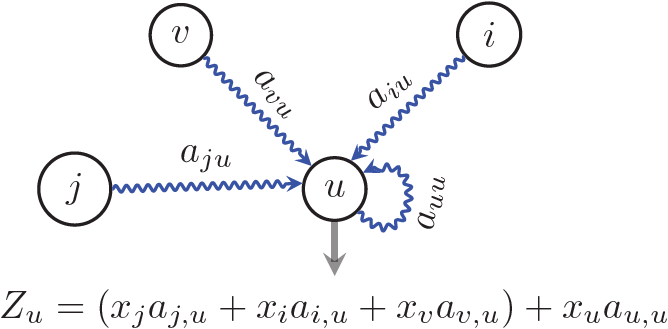 v
i
a_{vu}
a_{iu}
a_{ju}
j
u
a_{uu}
Z_u = (x_j a_{j,u} + x_i a_{i,u} + x_v a_{v,u}) + x_u a_{u,u}